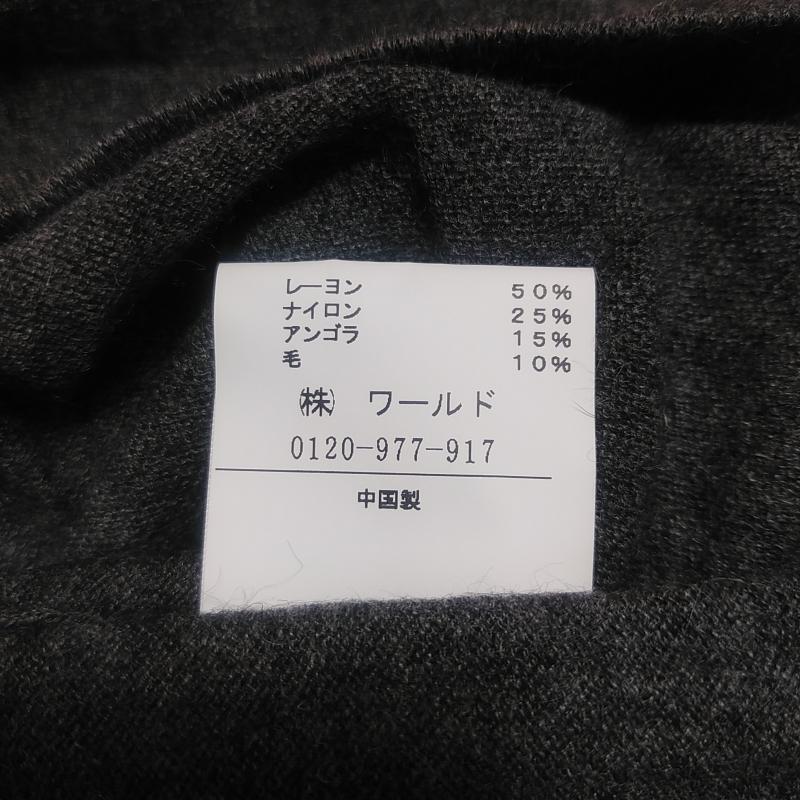 レーヨン 50%
ナイロン 25%
アンゴラ 15%
毛 10%
㈱ ワールド
0120-977-917
中国製